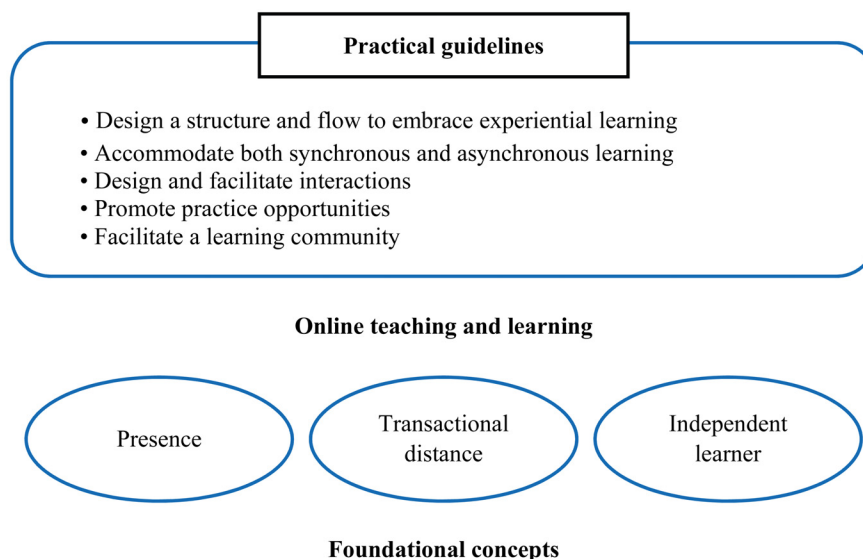 Practical guidelines
• Design a structure and flow to embrace experiential learning
• Accommodate both synchronous and asynchronous learning
• Design and facilitate interactions
• Promote practice opportunities
• Facilitate a learning community
Online teaching and learning
Presence
Transactional
distance
Independent
learner
Foundational concepts